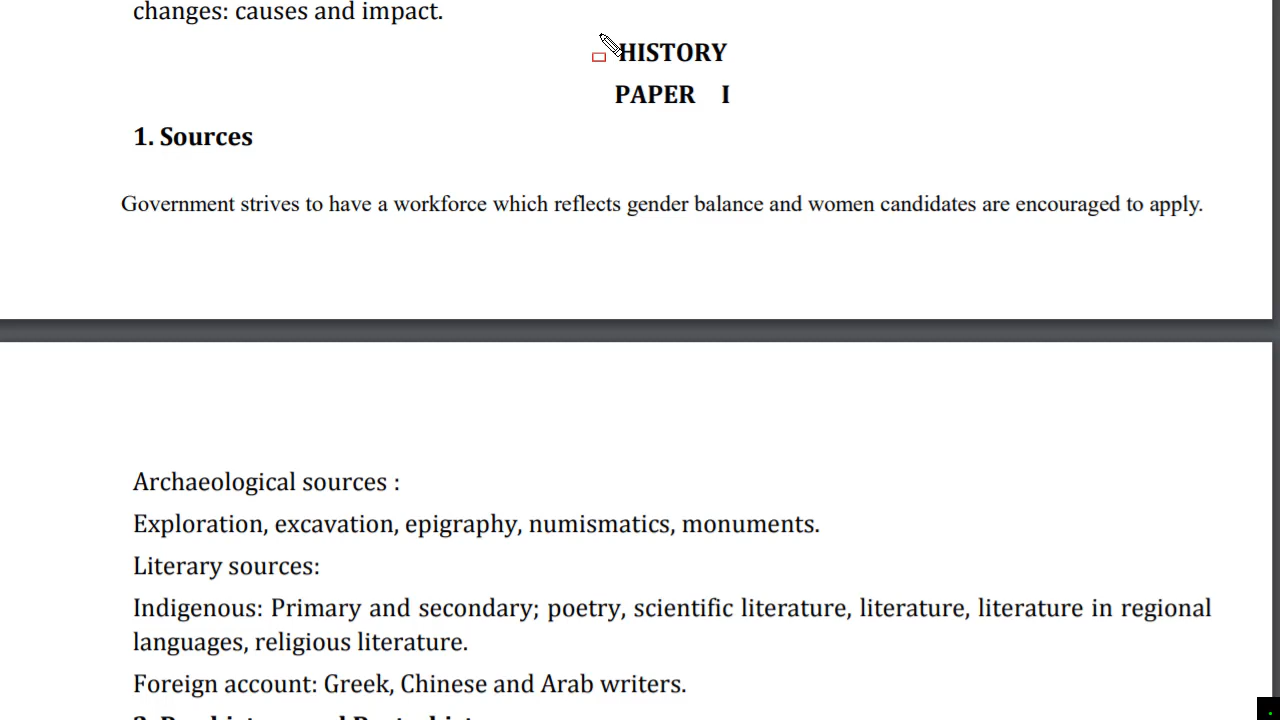 changes: causes and impact.
HISTORY
PAPER I
1. Sources
Government strives to have a workforce which reflects gender balance and women candidates are encouraged to apply.
Archaeological sources :
Exploration, excavation, epigraphy, numismatics, monuments.
Literary sources:
Indigenous: Primary and secondary; poetry, scientific literature, literature, literature in regional
languages, religious literature.
Foreign account: Greek, Chinese and Arab writers.